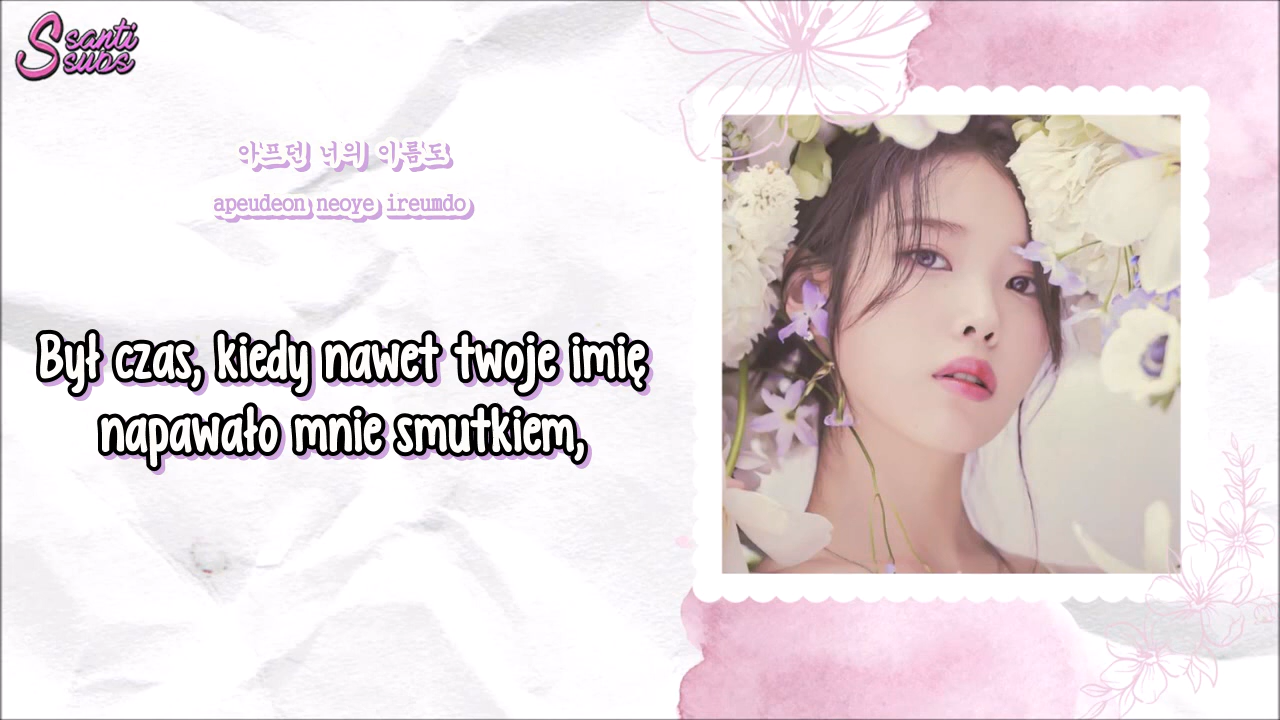 Ssanti
subs
아프던 너의 이름도
apeudeon neoye ireumdo
Był czas, kiedy nawet twoje imię
napawało mnie smutkiem,